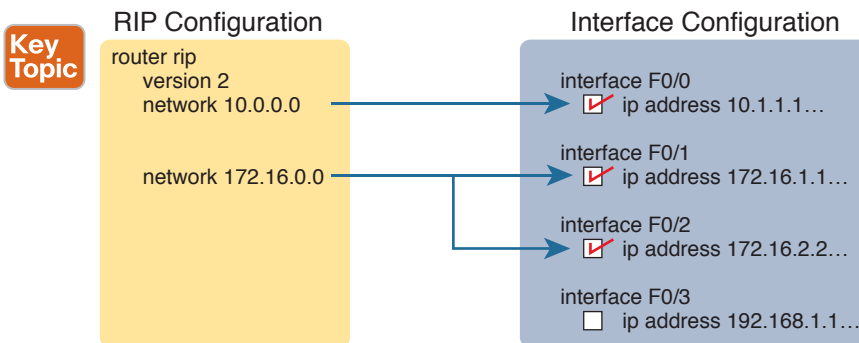 Key
Topic
RIP Configuration
router rip
version 2
network 10.0.0.0
network 172.16.0.0
Interface Configuration
interface F0/0
ip address 10.1.1.1…
interface F0/1
ip address 172.16.1.1…
interface F0/2
ip address 172.16.2.2…
interface F0/3
ip address 192.168.1.1…